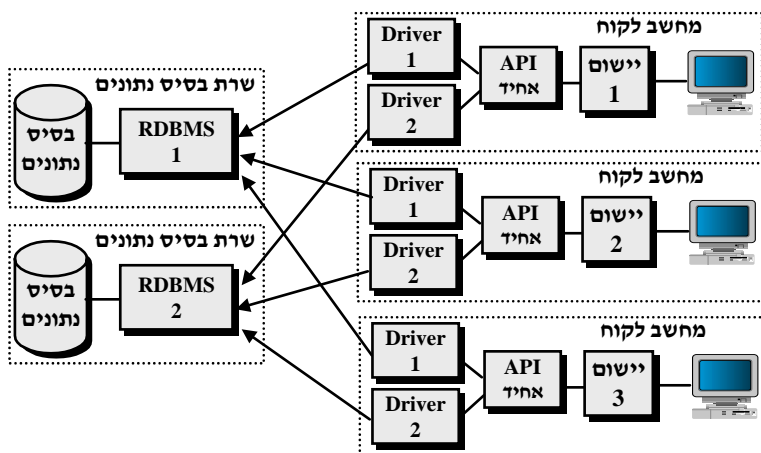 מחשב לקוח
יישום
1
API
אחיד
Driver
1
Driver
2
מחשב לקוח
יישום
2
API
אחיד
Driver
1
Driver
2
מחשב לקוח
יישום
3
API
אחיד
Driver
1
Driver
2
שרת בסיס נתונים
RDBMS
1
בסיס
נתונים
שרת בסיס נתונים
RDBMS
2
בסיס
נתונים